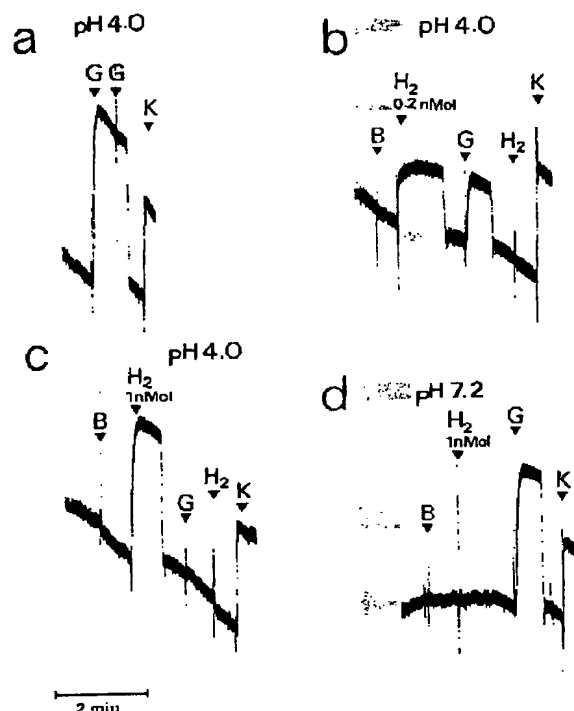 a pH 4.0
G G K
b pH 4.0
H₂
0.2 nMol
B G H₂ K
c pH 4.0
H₂
1nMol
B G H₂ K
d pH 7.2
H₂
1nMol
B G K
2 min